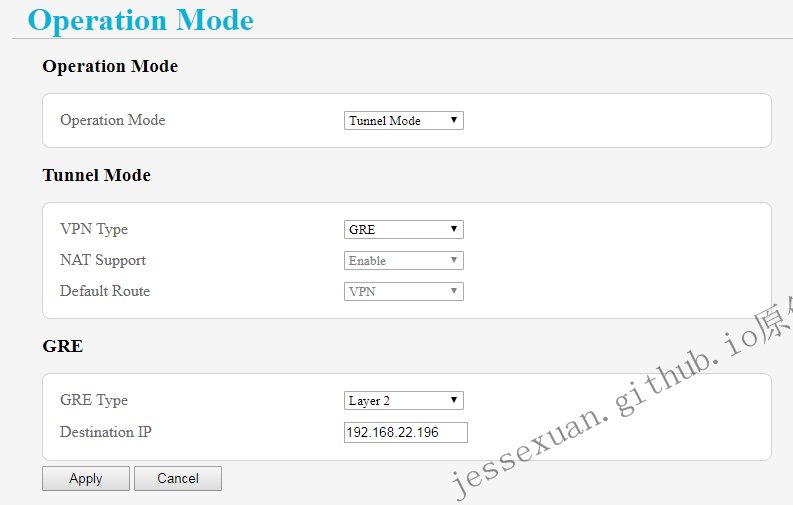 Operation Mode
Operation Mode
Operation Mode Tunnel Mode
Tunnel Mode
VPN Type GRE
NAT Support Enable
Default Route VPN
GRE
GRE Type Layer 2
Destination IP 192.168.22.196
Apply Cancel
jessexuan.github.io原